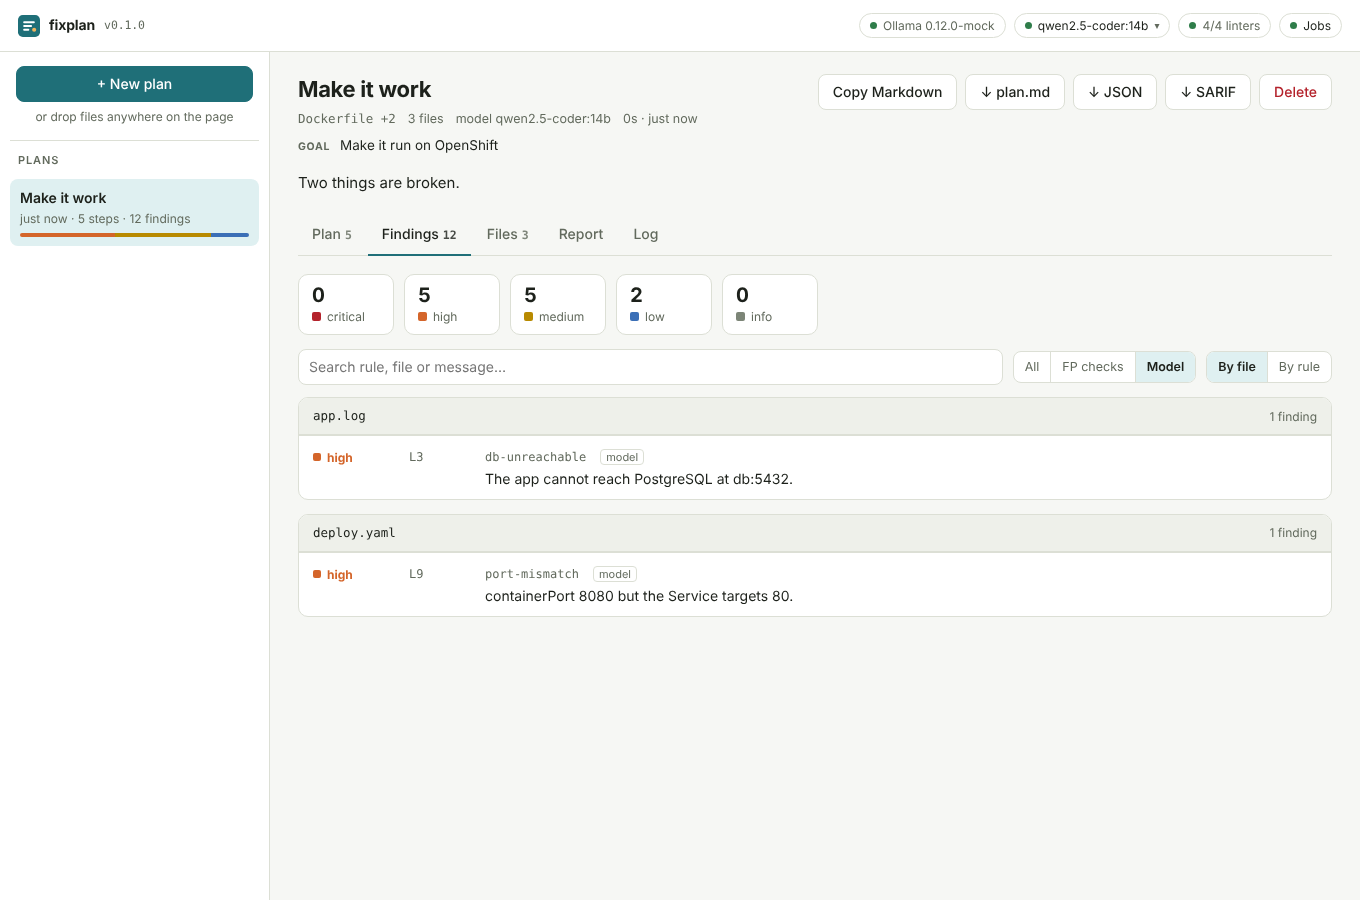 fixplan v0.1.0
Ollama 0.12.0-mock
qwen2.5-coder:14b ▾
4/4 linters
Jobs
+ New plan
or drop files anywhere on the page
PLANS
Make it work
just now · 5 steps · 12 findings
Make it work
Copy Markdown
↓ plan.md
↓ JSON
↓ SARIF
Delete
Dockerfile +2 3 files model qwen2.5-coder:14b 0s · just now
GOAL Make it run on OpenShift
Two things are broken.
Plan 5
Findings 12
Files 3
Report
Log
0
critical
5
high
5
medium
2
low
0
info
Search rule, file or message...
All
FP checks
Model
By file
By rule
app.log
1 finding
high L3 db-unreachable model
The app cannot reach PostgreSQL at db:5432.
deploy.yaml
1 finding
high L9 port-mismatch model
containerPort 8080 but the Service targets 80.